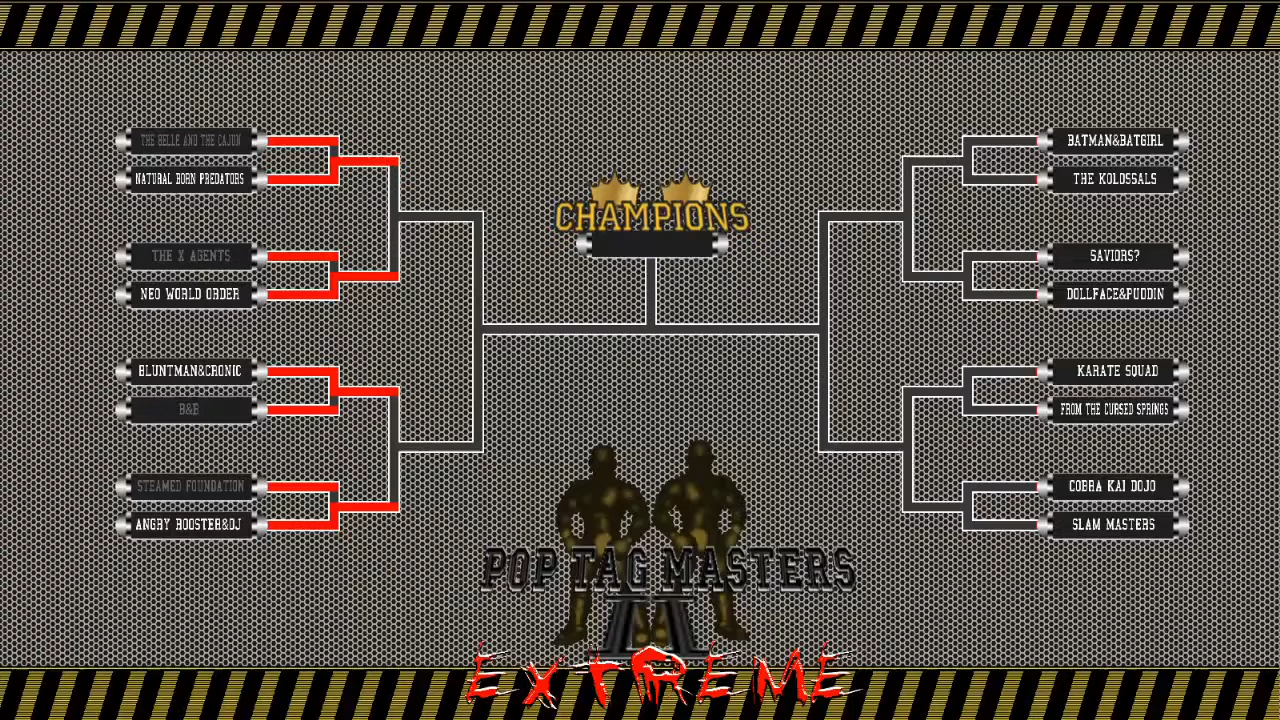 THE BELLE AND THE CAJUN
NATURAL BORN PREDATORS
THE X AGENTS
NEO WORLD ORDER
BLUNTMAN&CRONIC
B&B
STEAMED FOUNDATION
ANGRY ROOSTER&DJ
CHAMPIONS
BATMAN&BATGIRL
THE KOLOSSALS
SAVIORS?
DOLLFACE&PUDDIN
KARATE SQUAD
FROM THE CURSED SPRINGS
COBRA KAI DOJO
SLAM MASTERS
POP TAG MASTERS
II
EXTREME